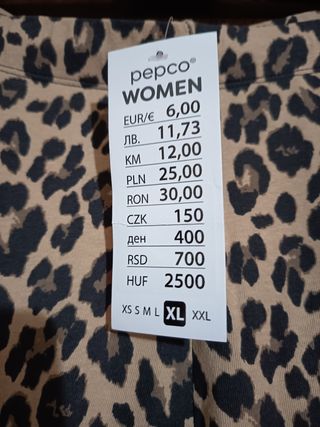 pepco®
WOMEN
EUR/€ 6,00
ЛВ. 11,73
KM 12,00
PLN 25,00
RON 30,00
CZK 150
ден 400
RSD 700
HUF 2500
XS S M L XL XXL